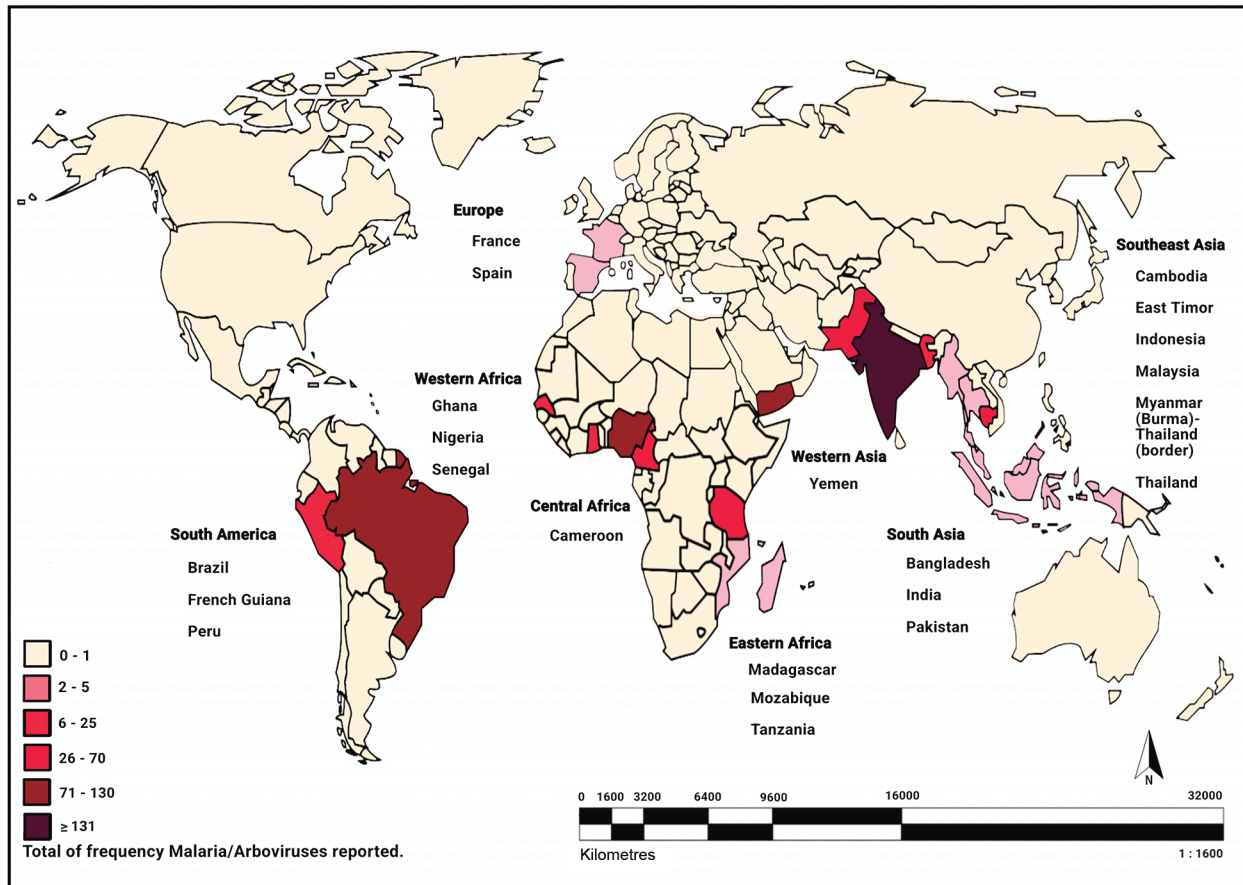 Europe
France
Spain
Southeast Asia
Cambodia
East Timor
Indonesia
Malaysia
Myanmar
(Burma)-
Thailand
(border)
Thailand
Western Africa
Ghana
Nigeria
Senegal
Western Asia
Yemen
Central Africa
Cameroon
South America
Brazil
French Guiana
Peru
South Asia
Bangladesh
India
Pakistan
Eastern Africa
Madagascar
Mozabique
Tanzania
0 - 1
2 - 5
6 - 25
26 - 70
71 - 130
≥ 131
Total of frequency Malaria/Arboviruses reported.
N
0 1600 3200 6400 9600 16000 32000
Kilometres
1 : 1600